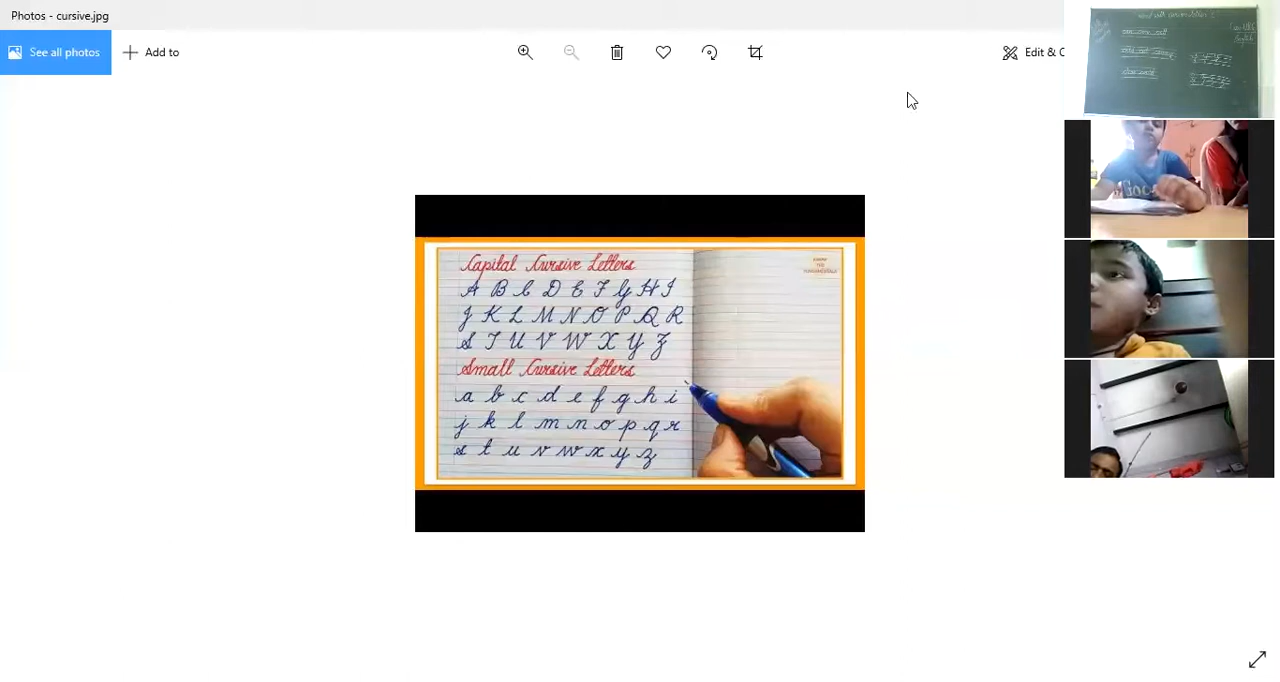 Photos - cursive.jpg
See all photos
Add to
Edit & C
Capital Cursive Letters
A B C D E F G H I
J K L M N O P Q R
S T U V W X Y Z
Small Cursive Letters
a b c d e f g h i
j k l m n o p q r
s t u v w x y z